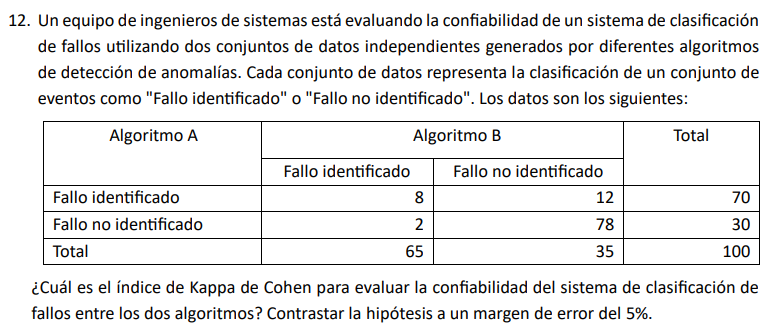 12. Un equipo de ingenieros de sistemas está evaluando la confiabilidad de un sistema de clasificación
de fallos utilizando dos conjuntos de datos independientes generados por diferentes algoritmos
de detección de anomalías. Cada conjunto de datos representa la clasificación de un conjunto de
eventos como "Fallo identificado" o "Fallo no identificado". Los datos son los siguientes:
Algoritmo A Algoritmo B Total
Fallo identificado Fallo no identificado
Fallo identificado 8 12 70
Fallo no identificado 2 78 30
Total 65 35 100
¿Cuál es el índice de Kappa de Cohen para evaluar la confiabilidad del sistema de clasificación de
fallos entre los dos algoritmos? Contrastar la hipótesis a un margen de error del 5%.